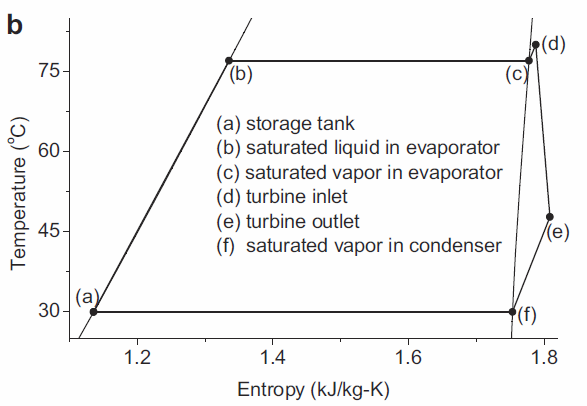 b
(d)
75
(b)
(c)
(a) storage tank
60
(b) saturated liquid in evaporator
(c) saturated vapor in evaporator
(d) turbine inlet
45
(e) turbine outlet
(e)
(f) saturated vapor in condenser
(a)
30
(f)
1.2
1.4
1.6
1.8
Temperature (°C)
Entropy (kJ/kg-K)